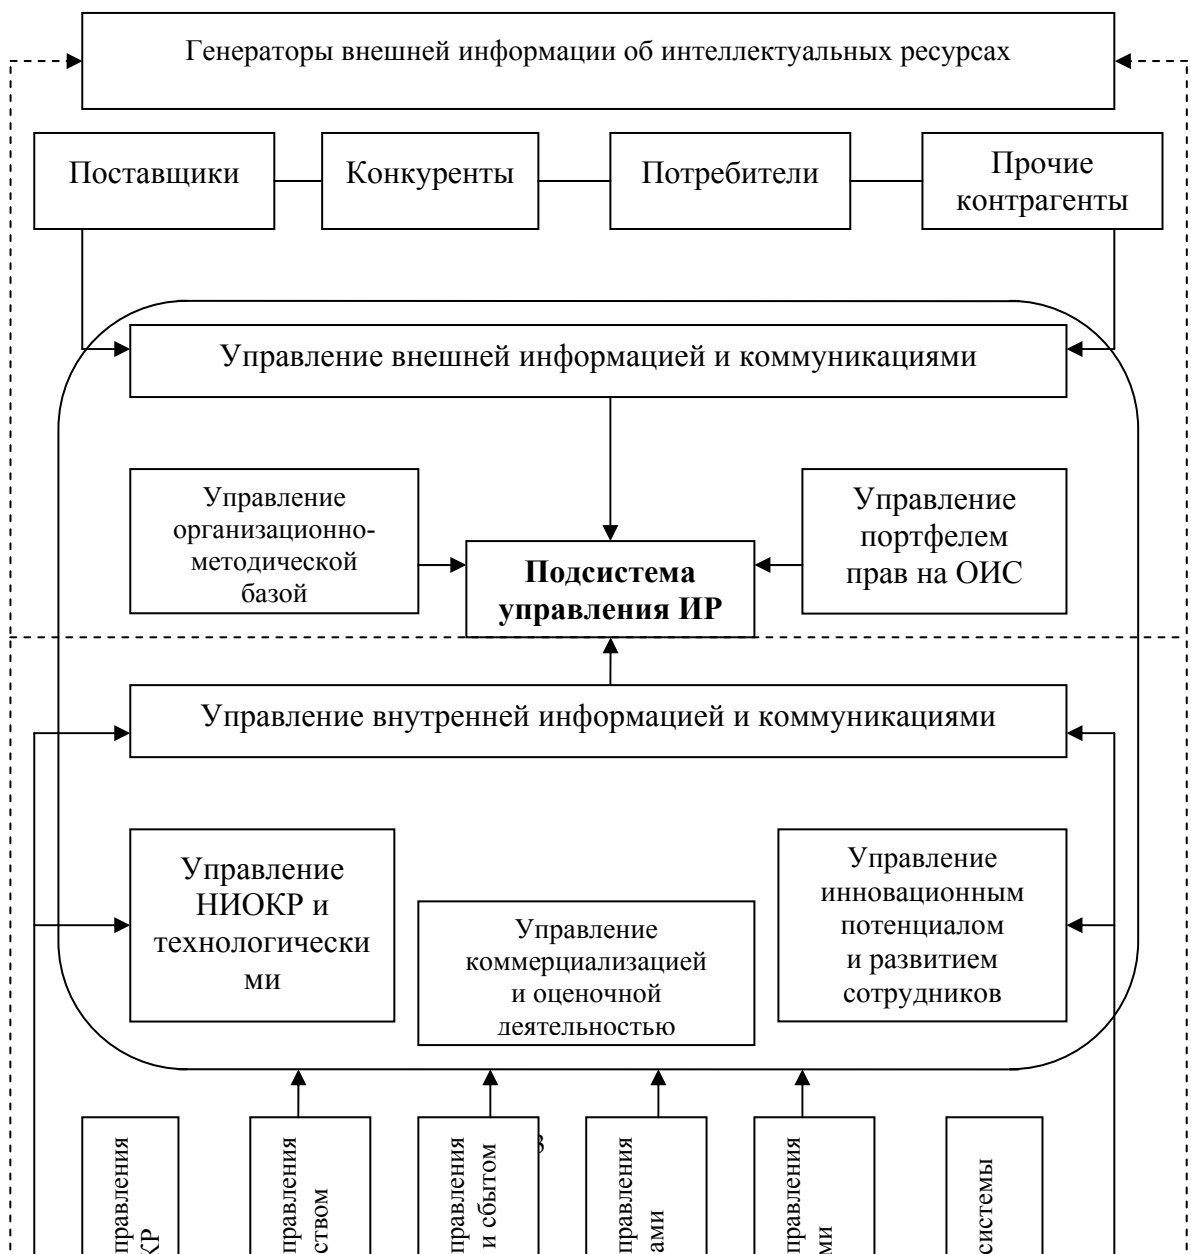 Генераторы внешней информации об интеллектуальных ресурсах
Поставщики
Конкуренты
Потребители
Прочие
контрагенты
Управление внешней информацией и коммуникациями
Управление
организационно-
методической
базой
Управление
портфелем
прав на ОИС
Подсистема
управления ИР
Управление внутренней информацией и коммуникациями
Управление
НИОКР и
технологически
ми
Управление
коммерциализацией
и оценочной
деятельностью
Управление
инновационным
потенциалом
и развитием
сотрудников
правления
КР
правления
ством
правления
и сбытом
правления
ами
правления
ми
системы